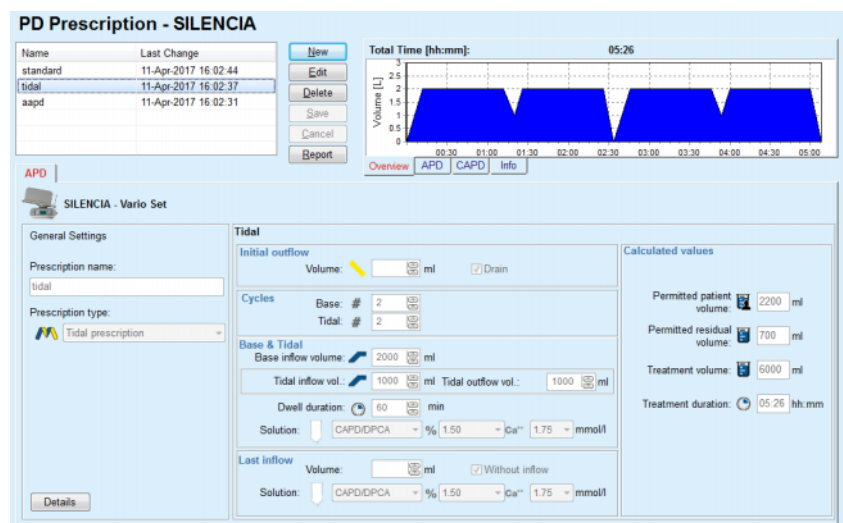 PD Prescription - SILENCIA
Name Last Change
standard 11-Apr-2017 16:02:44
tidal 11-Apr-2017 16:02:37
aapd 11-Apr-2017 16:02:31
New
Edit
Delete
Save
Cancel
Report
Total Time [hh:mm]: 05:26
Volume [L]
3
2.5
2
1.5
1
0.5
0
00:30 01:00 01:30 02:00 02:30 03:00 03:30 04:00 04:30 05:00
Overview APD CAPD Info
APD
SILENCIA - Vario Set
General Settings
Prescription name:
tidal
Prescription type:
Tidal prescription
Details
Tidal
Initial outflow
Volume: ml Drain
Cycles Base: # 2
Tidal: # 2
Base & Tidal
Base inflow volume: 2000 ml
Tidal inflow vol.: 1000 ml Tidal outflow vol.: 1000 ml
Dwell duration: 60 min
Solution: CAPD/DPCA % 1.50 Ca⁺⁺ 1.75 mmol/l
Last inflow
Volume: ml Without inflow
Solution: CAPD/DPCA % 1.50 Ca⁺⁺ 1.75 mmol/l
Calculated values
Permitted patient
volume: 2200 ml
Permitted residual
volume: 700 ml
Treatment volume: 6000 ml
Treatment duration: 05:26 hh:mm